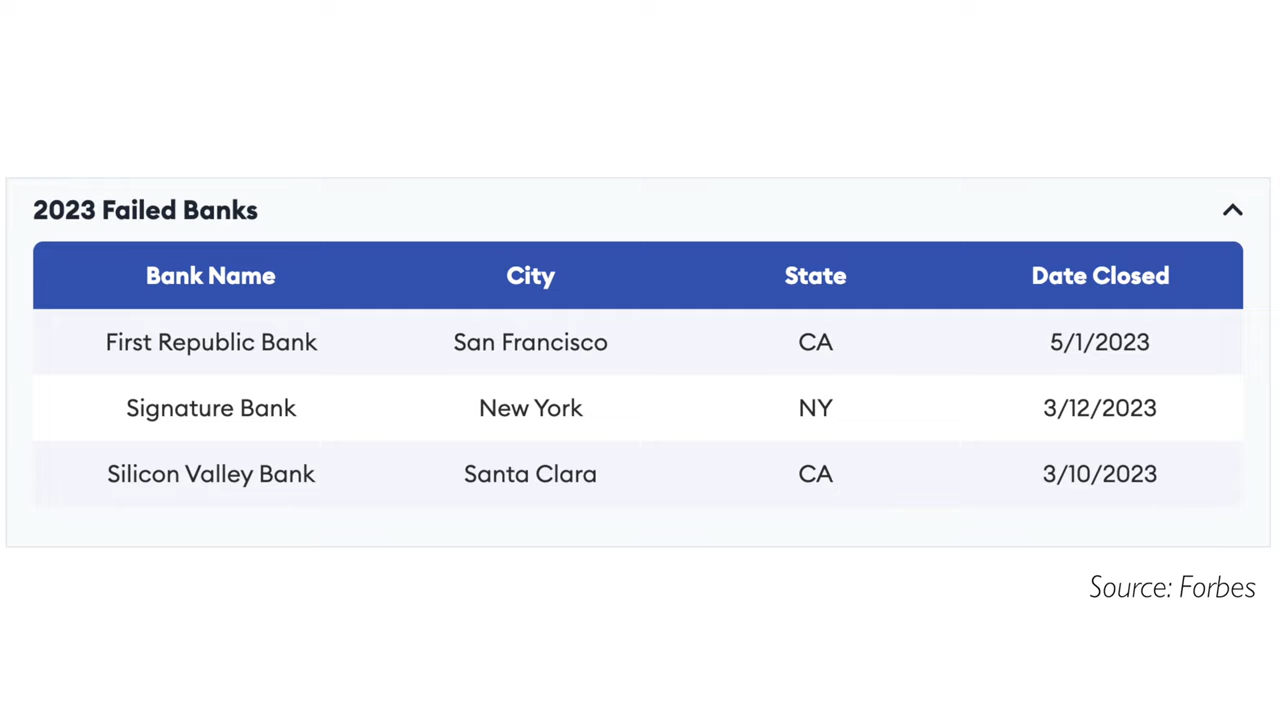 2023 Failed Banks
Bank Name City State Date Closed
First Republic Bank San Francisco CA 5/1/2023
Signature Bank New York NY 3/12/2023
Silicon Valley Bank Santa Clara CA 3/10/2023
Source: Forbes